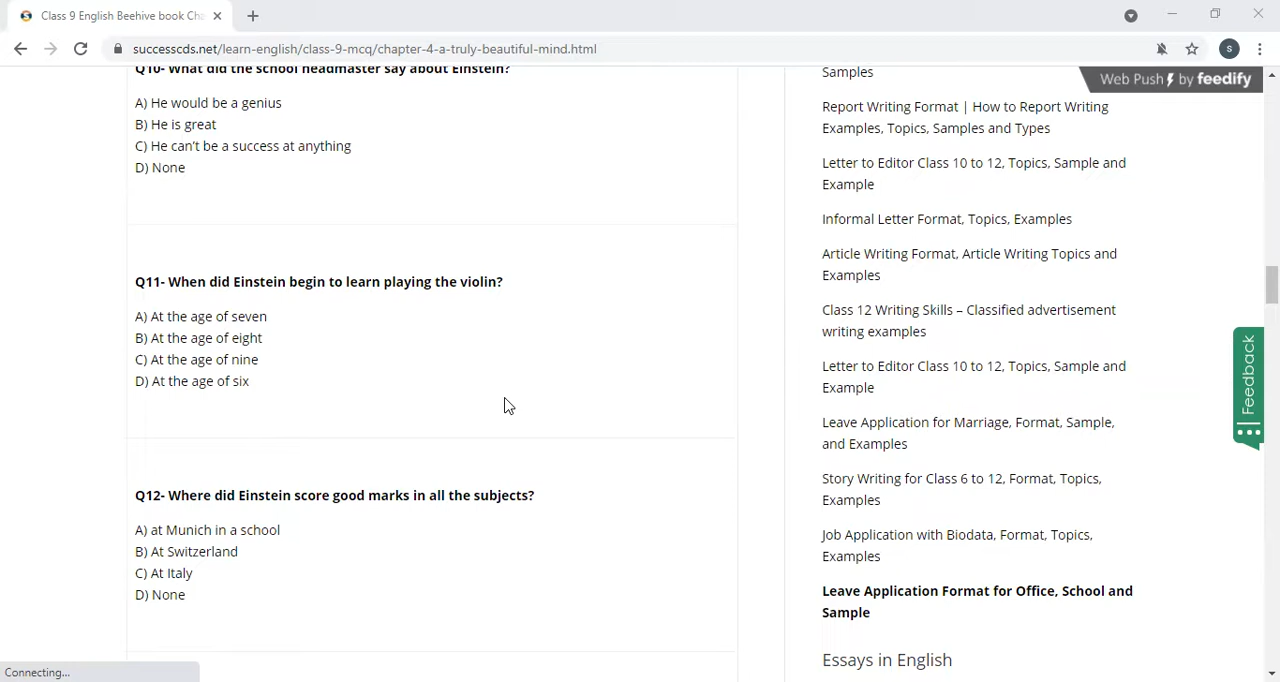 Class 9 English Beehive book Cha
successcds.net/learn-english/class-9-mcq/chapter-4-a-truly-beautiful-mind.html
S
Web Push by feedify
Q10- What did the school headmaster say about Einstein?
A) He would be a genius
B) He is great
C) He can't be a success at anything
D) None
Q11- When did Einstein begin to learn playing the violin?
A) At the age of seven
B) At the age of eight
C) At the age of nine
D) At the age of six
Q12- Where did Einstein score good marks in all the subjects?
A) at Munich in a school
B) At Switzerland
C) At Italy
D) None
Samples
Report Writing Format | How to Report Writing
Examples, Topics, Samples and Types
Letter to Editor Class 10 to 12, Topics, Sample and
Example
Informal Letter Format, Topics, Examples
Article Writing Format, Article Writing Topics and
Examples
Class 12 Writing Skills – Classified advertisement
writing examples
Letter to Editor Class 10 to 12, Topics, Sample and
Example
Leave Application for Marriage, Format, Sample,
and Examples
Story Writing for Class 6 to 12, Format, Topics,
Examples
Job Application with Biodata, Format, Topics,
Examples
Leave Application Format for Office, School and
Sample
Essays in English
Feedback
Connecting...